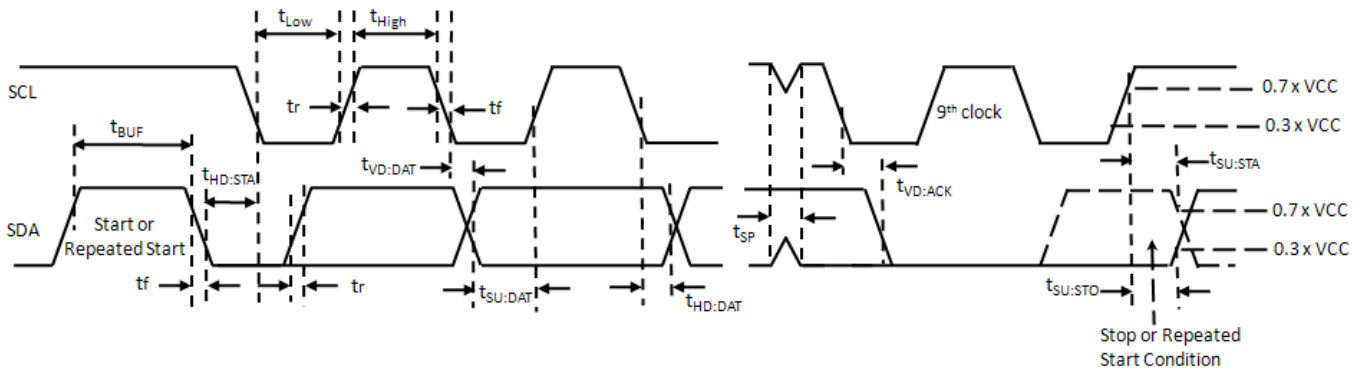 tLow
tHigh
SCL
tr
tf
9th clock
0.7 x VCC
0.3 x VCC
tBUF
tHD:STA
tVD:DAT
tVD:ACK
tSU:STA
SDA
Start or
Repeated Start
tSP
0.7 x VCC
0.3 x VCC
tf
tr
tSU:DAT
tHD:DAT
tSU:STO
Stop or Repeated
Start Condition